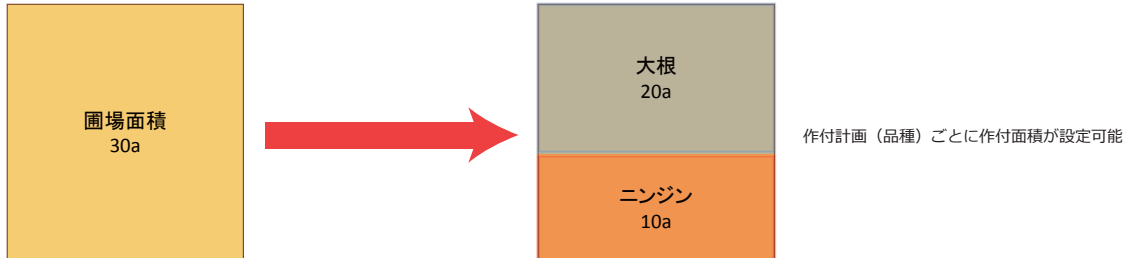 圃場面積
30a
大根
20a
作付計画（品種）ごとに作付面積が設定可能
ニンジン
10a